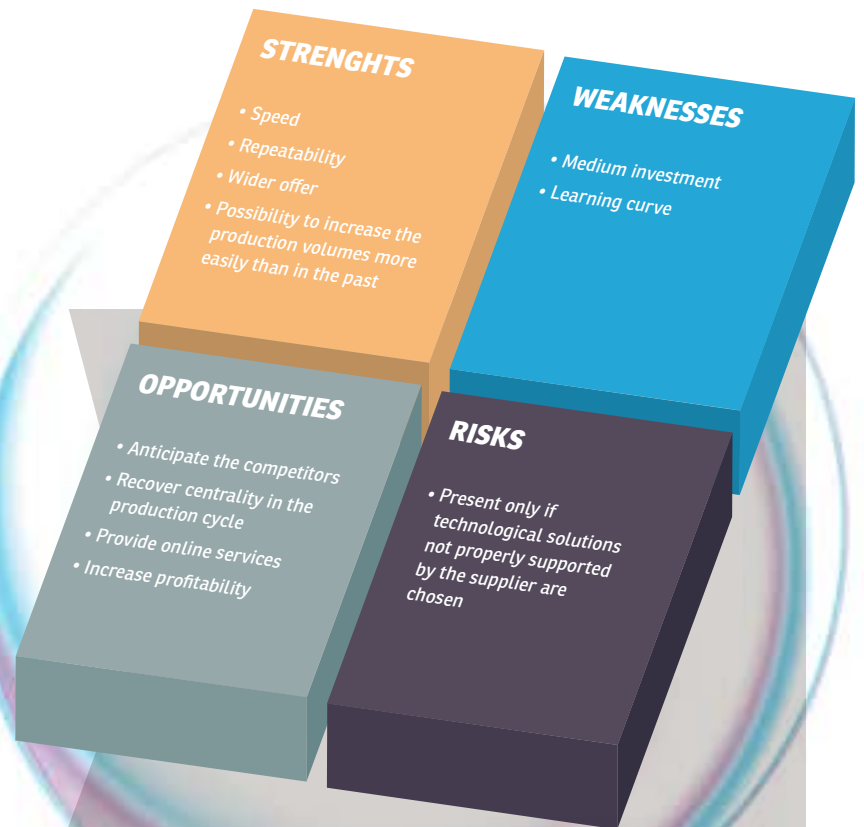 STRENGHTS
• Speed
• Repeatability
• Wider offer
• Possibility to increase the
production volumes more
easily than in the past
WEAKNESSES
• Medium investment
• Learning curve
OPPORTUNITIES
• Anticipate the competitors
• Recover centrality in the
production cycle
• Provide online services
• Increase profitability
RISKS
• Present only if
technological solutions
not properly supported
by the supplier are
chosen